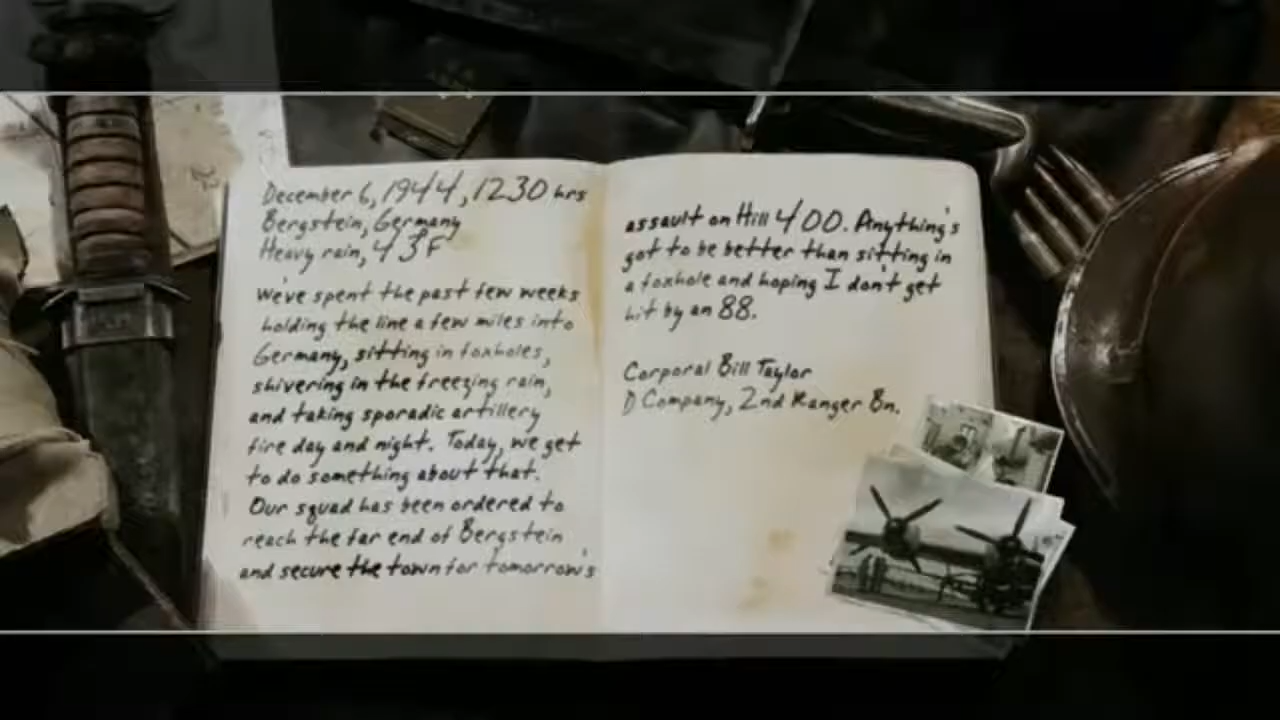 December 6, 1944, 1230 hrs
Bergstein, Germany
Heavy rain, 43F
We've spent the past few weeks
holding the line a few miles into
Germany, sitting in foxholes,
shivering in the freezing rain,
and taking sporadic artillery
fire day and night. Today, we get
to do something about that.
Our squad has been ordered to
reach the far end of Bergstein
and secure the town for tomorrow's
assault on Hill 400. Anything's
got to be better than sitting in
a foxhole and hoping I don't get
hit by an 88.
Corporal Bill Taylor
D Company, 2nd Ranger Bn.